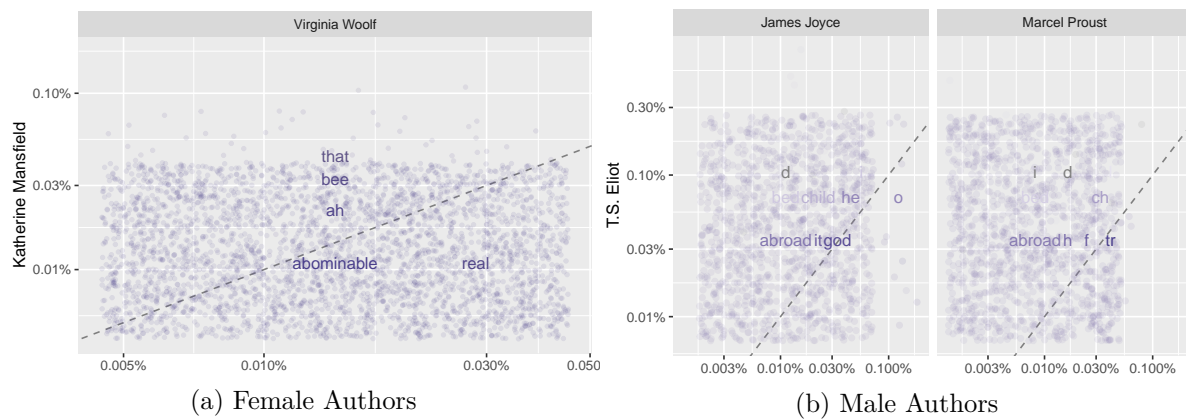 Virginia Woolf
Katherine Mansfield
0.10%
0.03%
0.01%
that
bee
ah
abominable
real
0.005%
0.010%
0.030%
0.050
(a) Female Authors
James Joyce
Marcel Proust
T.S. Eliot
0.30%
0.10%
0.03%
0.01%
d
child he o
abroad it god
i d
bed ch
abroad h f tr
0.003% 0.010% 0.030% 0.100%
0.003% 0.010% 0.030% 0.100%
(b) Male Authors